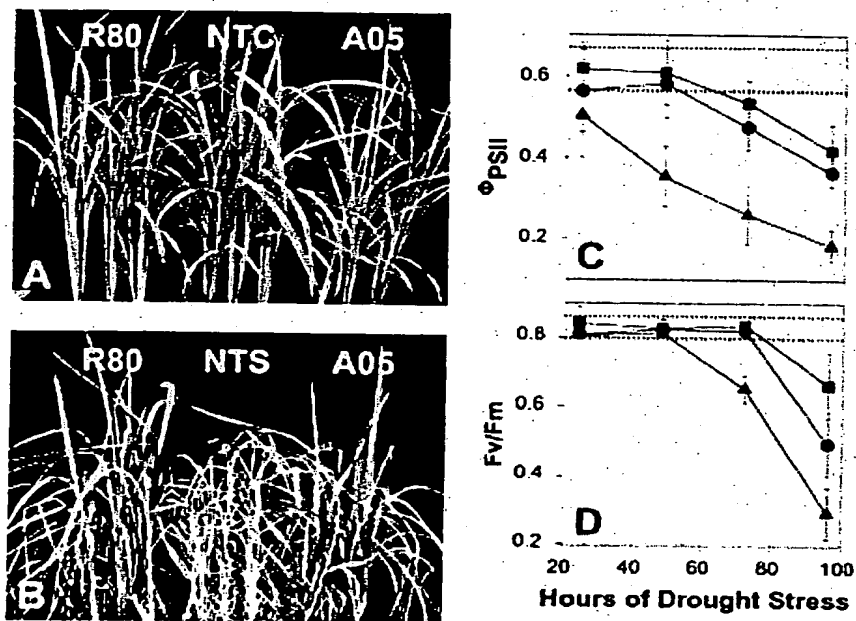 R80 NTC A05
A
R80 NTS A05
B
ΦPSII
0.6
0.4
0.2
C
Fv/Fm
0.8
0.6
0.4
0.2
D
20 40 60 80 100
Hours of Drought Stress